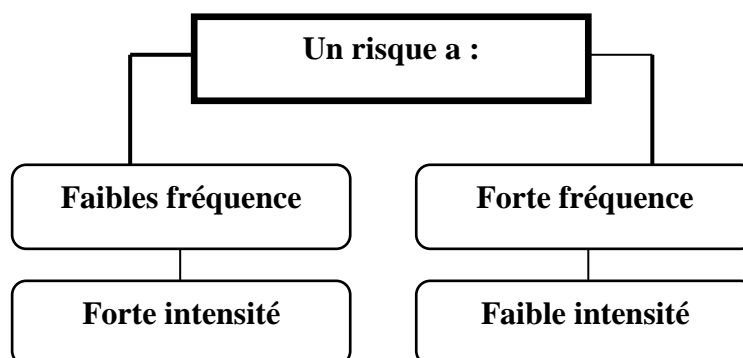 Un risque a :
Faibles fréquence
Forte fréquence
Forte intensité
Faible intensité